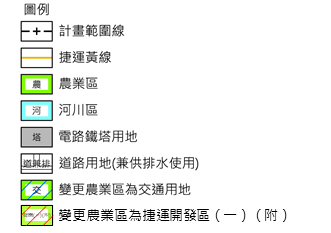 圖例
計畫範圍線
捷運黃線
農 農業區
河 河川區
塔 電路鐵塔用地
道兼排 道路用地(兼供排水使用)
交 變更農業區為交通用地
變更農業區為捷運開發區（一）（附）